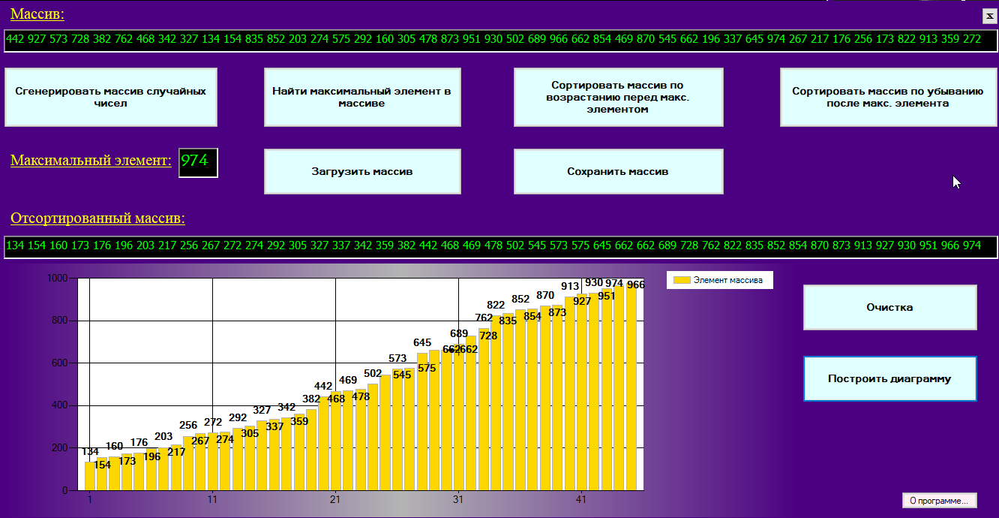 Массив:
x
442 927 573 728 382 762 468 342 327 134 154 835 852 203 274 575 292 160 305 478 873 951 930 502 689 966 662 854 469 870 545 662 196 337 645 974 267 217 176 256 173 822 913 359 272
Сгенерировать массив случайных
чисел
Найти максимальный элемент в
массиве
Сортировать массив по
возрастанию перед макс.
элементом
Сортировать массив по убыванию
после макс. элемента
Максимальный элемент: 974
Загрузить массив
Сохранить массив
Отсортированный массив:
134 154 160 173 176 196 203 217 256 267 272 274 292 305 327 337 342 359 382 442 468 469 478 502 545 573 575 645 662 662 689 728 762 822 835 852 854 870 873 913 927 930 951 966 974
1000
800
600
400
200
0
134 154 160 173 176 196 203 217 256 267 272 274 292 305 327 337 342 359 382 442 468 469 478 502 545 573 575 645 662 662 689 728 762 822 835 852 854 870 873 913 927 930 951 974 966
1 11 21 31 41
Элемент массива
Очистка
Построить диаграмму
О программе...